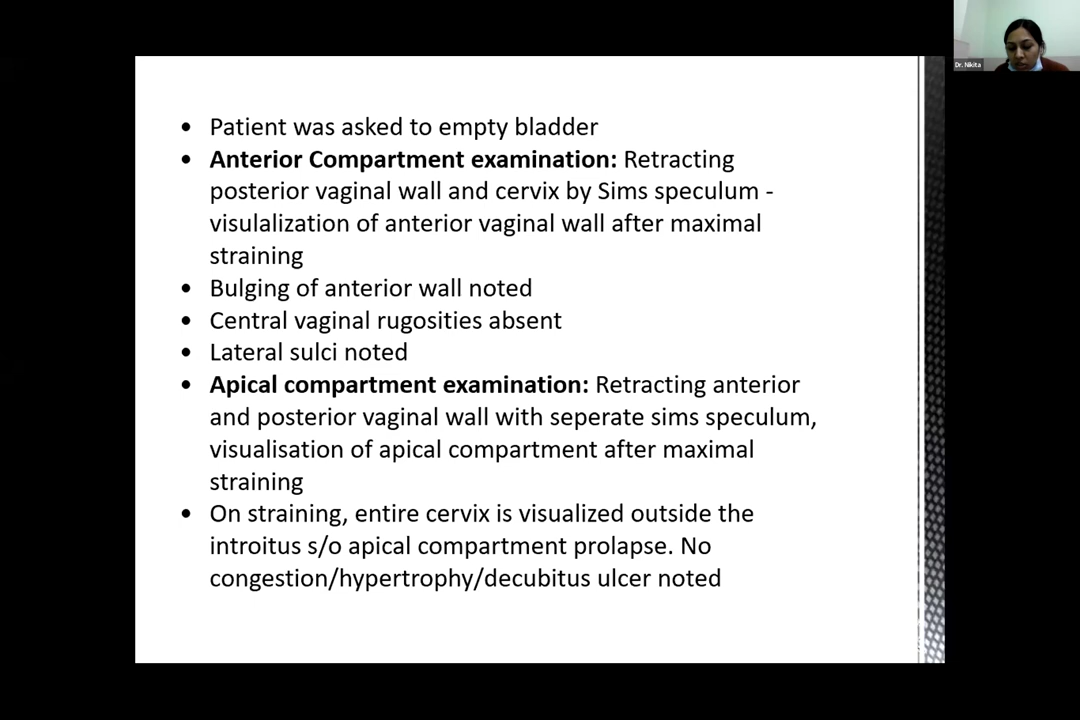 Dr. Nikita
• Patient was asked to empty bladder
• Anterior Compartment examination: Retracting
posterior vaginal wall and cervix by Sims speculum -
visulalization of anterior vaginal wall after maximal
straining
• Bulging of anterior wall noted
• Central vaginal rugosities absent
• Lateral sulci noted
• Apical compartment examination: Retracting anterior
and posterior vaginal wall with seperate sims speculum,
visualisation of apical compartment after maximal
straining
• On straining, entire cervix is visualized outside the
introitus s/o apical compartment prolapse. No
congestion/hypertrophy/decubitus ulcer noted